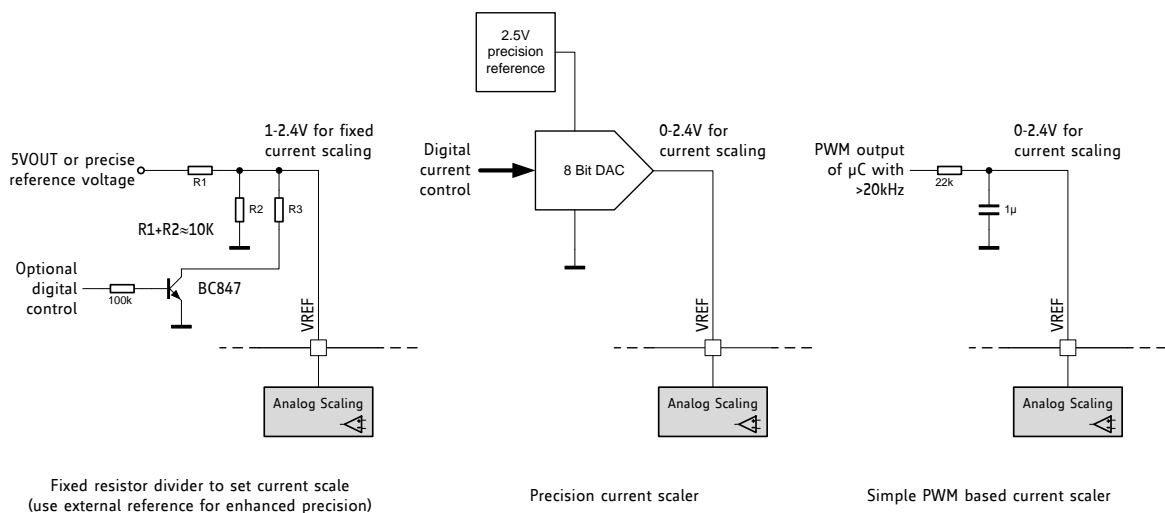 2.5V
precision
reference
1-2.4V for fixed
current scaling
5VOUT or precise
reference voltage
R1
R2
R3
R1+R2≈10K
Optional
digital
control
100k
BC847
VREF
Analog Scaling
Fixed resistor divider to set current scale
(use external reference for enhanced precision)
Digital
current
control
8 Bit DAC
0-2.4V for
current scaling
VREF
Analog Scaling
Precision current scaler
PWM output
of µC with
>20kHz
22k
0-2.4V for
current scaling
1µ
VREF
Analog Scaling
Simple PWM based current scaler